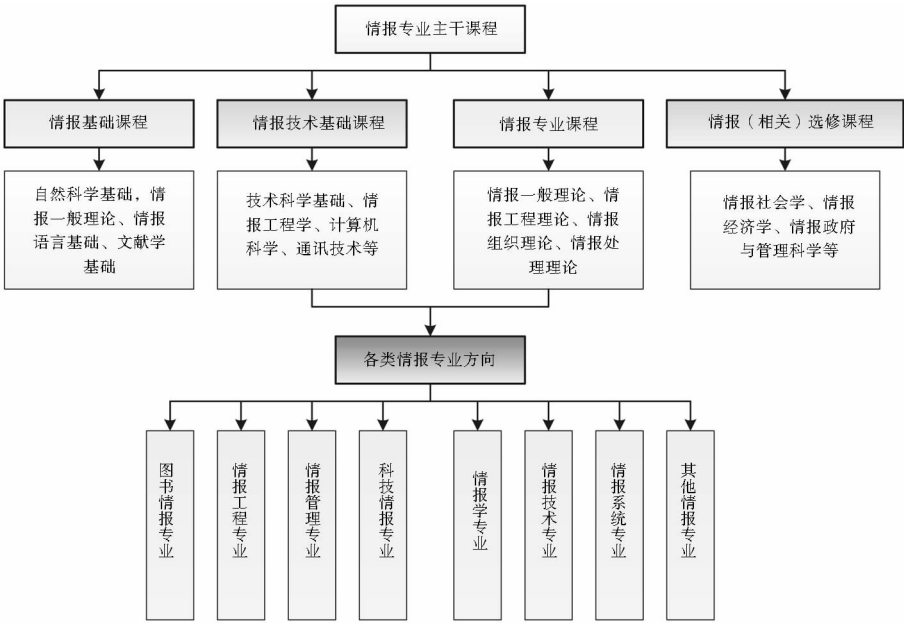 情报专业主干课程
情报基础课程
情报技术基础课程
情报专业课程
情报（相关）选修课程
自然科学基础，情
报一般理论、情报
语言基础、文献学
基础
技术科学基础、情
报工程学、计算机
科学、通讯技术等
情报一般理论、情
报工程理论、情报
组织理论、情报处
理理论
情报社会学、情报
经济学、情报政府
与管理科学等
各类情报专业方向
图书情报专业
情报工程专业
情报管理专业
科技情报专业
情报学专业
情报技术专业
情报系统专业
其他情报专业